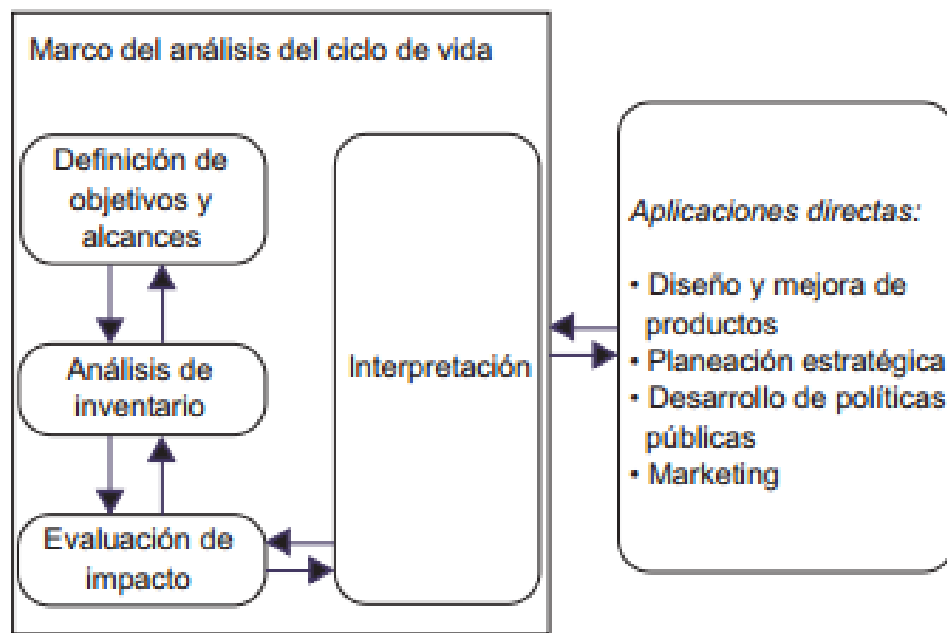 Marco del análisis del ciclo de vida
Definición de
objetivos y
alcances
Análisis de
inventario
Evaluación de
impacto
Interpretación
Aplicaciones directas:
• Diseño y mejora de
productos
• Planeación estratégica
• Desarrollo de políticas
públicas
• Marketing